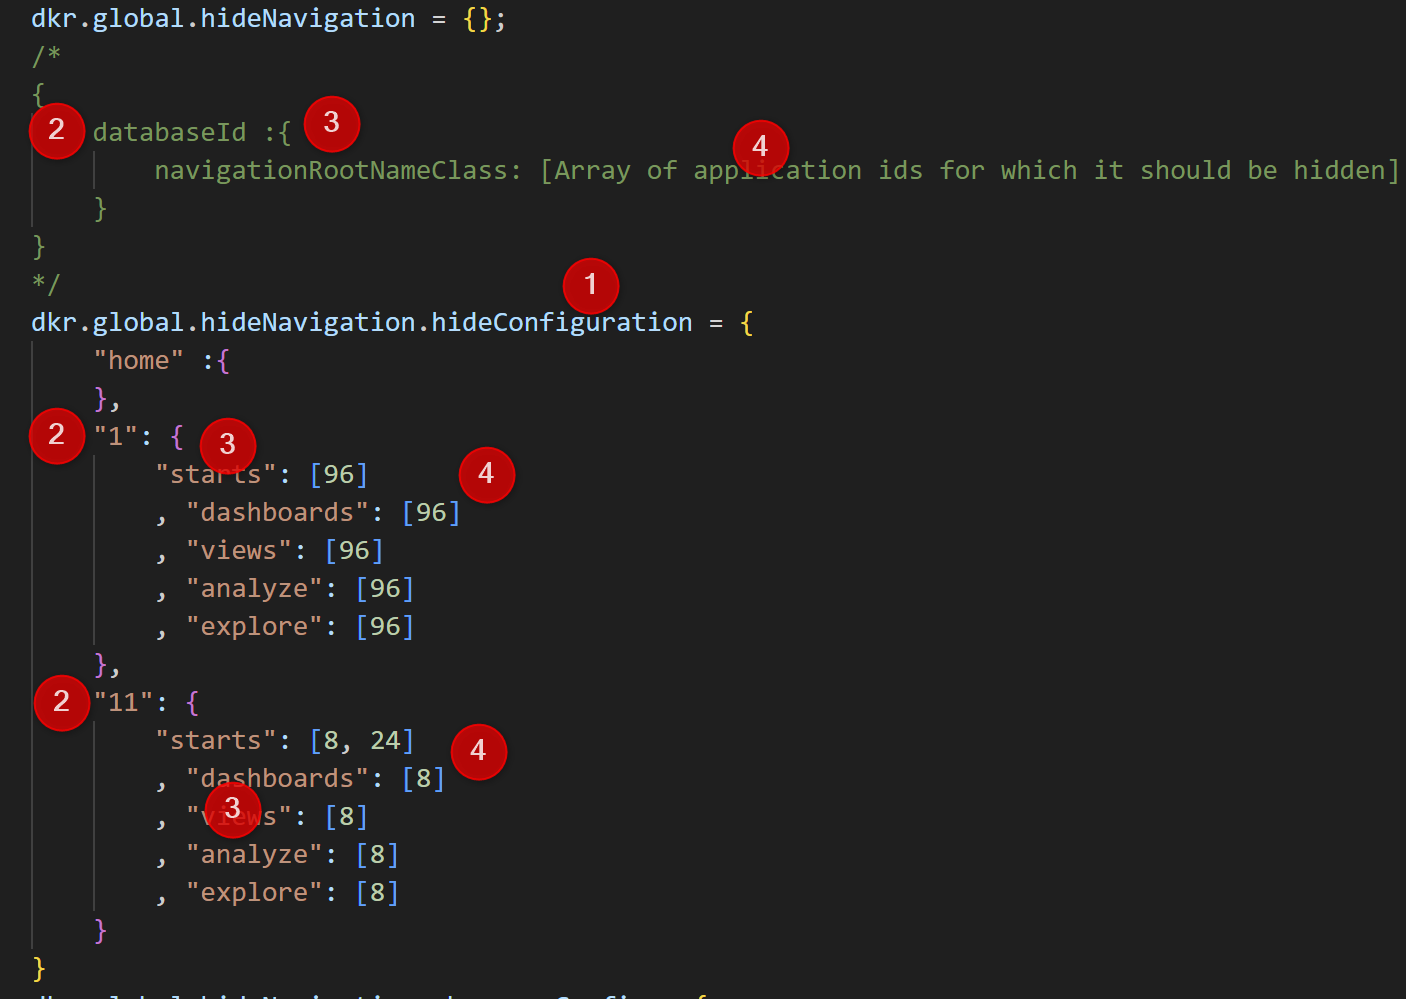 dkr.global.hideNavigation = {};
/*
{
2 databaseId :{ 3
navigationRootNameClass: [Array of application ids for which it should be hidden] 4
}
}
*/
1
dkr.global.hideNavigation.hideConfiguration = {
"home" :{
},
2 "1": { 3
"starts": [96] 4
, "dashboards": [96]
, "views": [96]
, "analyze": [96]
, "explore": [96]
},
2 "11": {
"starts": [8, 24] 4
, "dashboards": [8]
, "views": [8] 3
, "analyze": [8]
, "explore": [8]
}
}